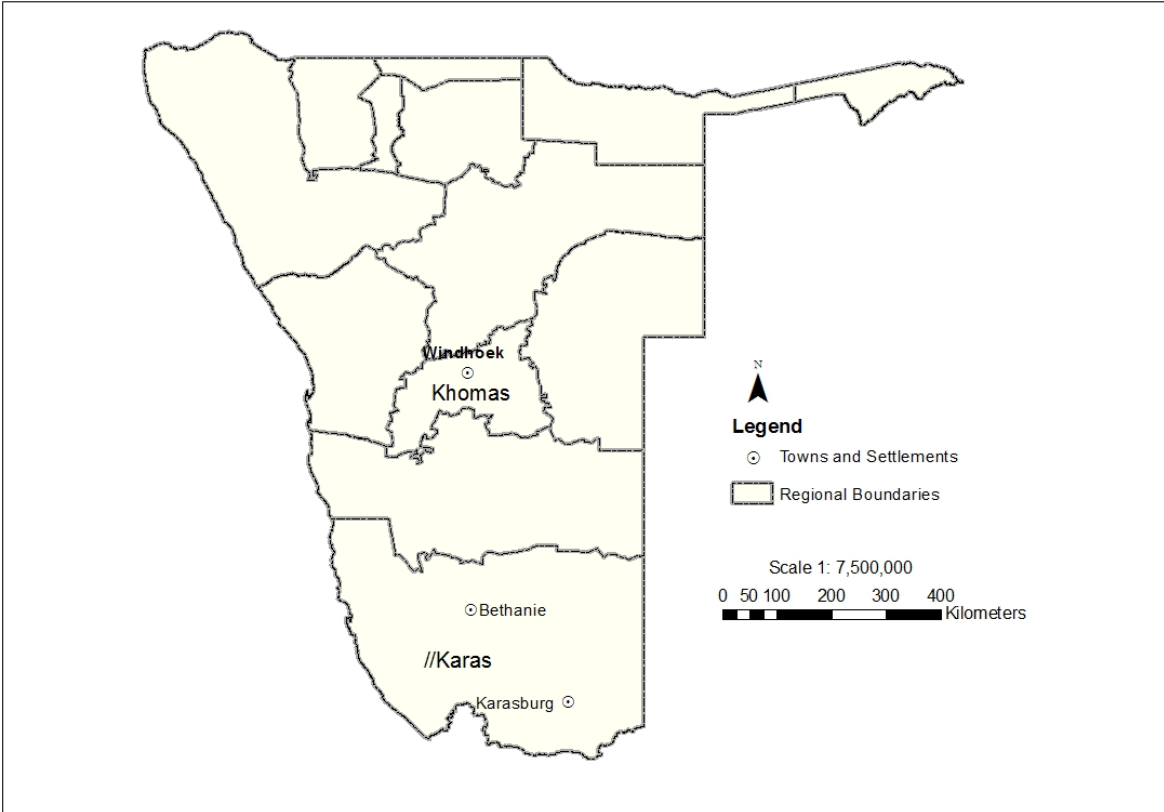 Windhoek
Khomas
N
Legend
Towns and Settlements
Regional Boundaries
Scale 1: 7,500,000
0 50 100 200 300 400
Kilometers
Bethanie
//Karas
Karasburg